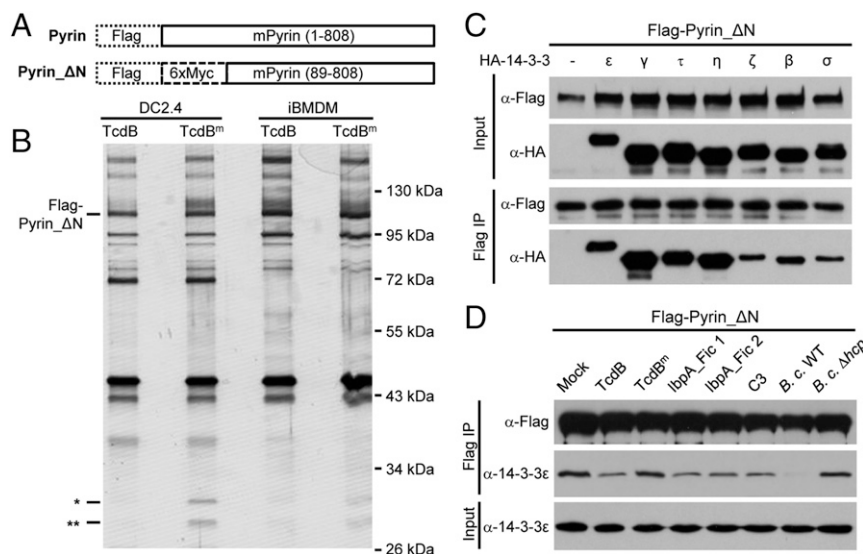 A
Pyrin Flag mPyrin (1-808)
Pyrin_ΔN Flag 6xMyc mPyrin (89-808)
B
DC2.4 iBMDM
TcdB TcdBᵐ TcdB TcdBᵐ
Flag-
Pyrin_ΔN
130 kDa
95 kDa
72 kDa
55 kDa
43 kDa
34 kDa
26 kDa
*
**
C
Flag-Pyrin_ΔN
HA-14-3-3 - ε γ τ η ζ β σ
Input
α-Flag
α-HA
Flag IP
α-Flag
α-HA
D
Flag-Pyrin_ΔN
Mock TcdB TcdBᵐ IbpA_Fic 1 IbpA_Fic 2 C3 B. c. WT B. c. Δhcp
Flag IP
α-Flag
α-14-3-3ε
Input
α-14-3-3ε